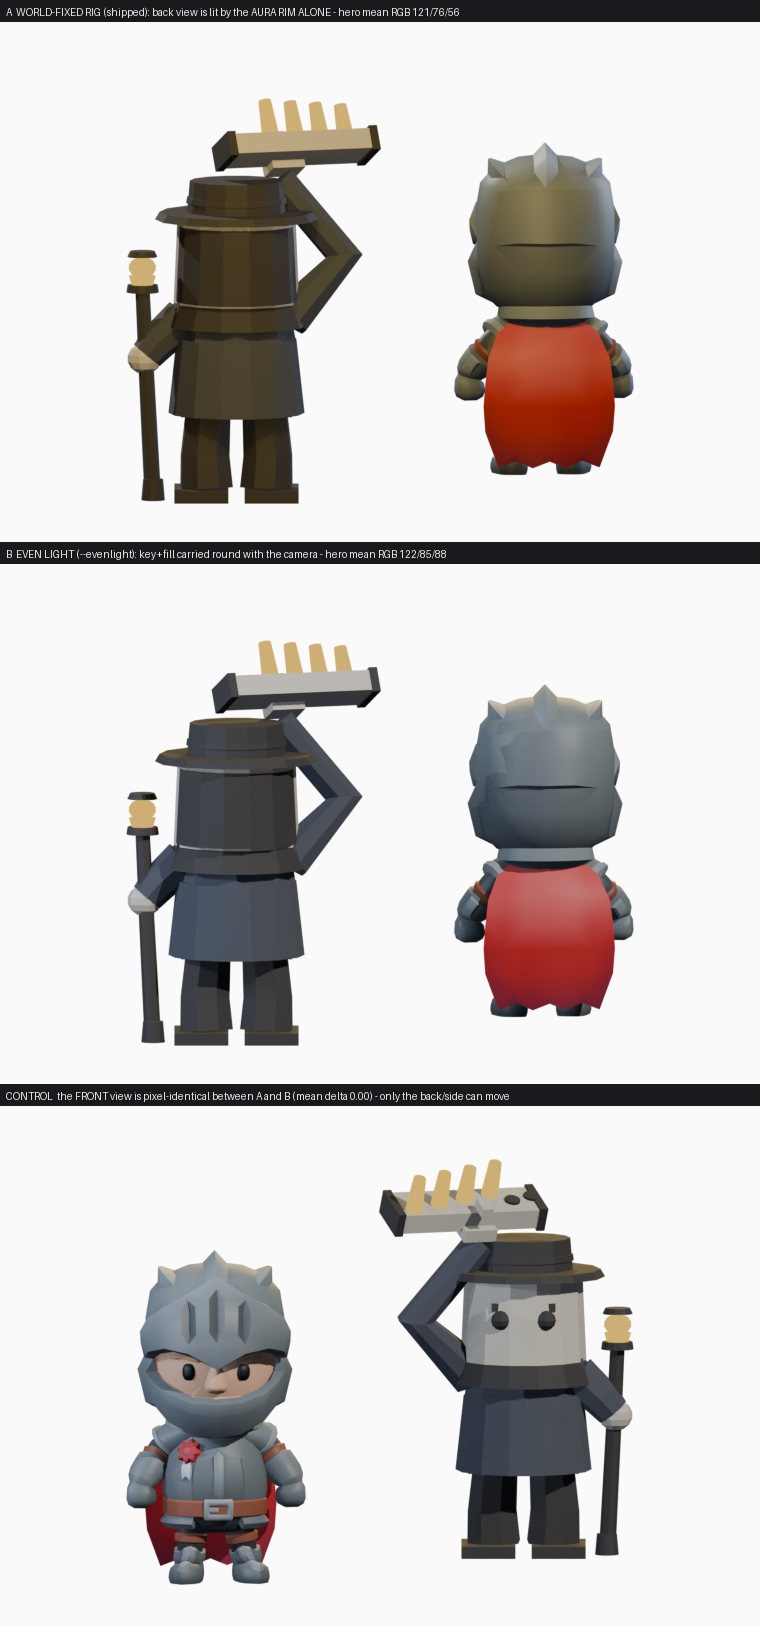 A WORLD-FIXED RIG (shipped): back view is lit by the AURA RIM ALONE - hero mean RGB 121/76/56
B EVEN LIGHT (--evenlight): key+fill carried round with the camera - hero mean RGB 122/85/88
CONTROL the FRONT view is pixel-identical between A and B (mean delta 0.00) - only the back/side can move